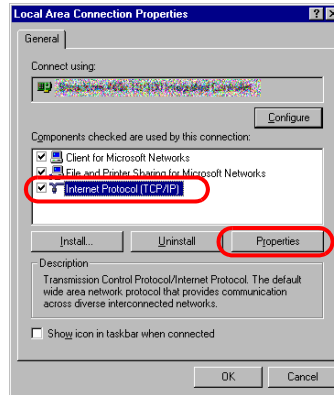 Local Area Connection Properties
General
Connect using:
Configure
Components checked are used by this connection:
Client for Microsoft Networks
File and Printer Sharing for Microsoft Networks
Internet Protocol (TCP/IP)
Install...
Uninstall
Properties
Description
Transmission Control Protocol/Internet Protocol. The default
wide area network protocol that provides communication
across diverse interconnected networks.
Show icon in taskbar when connected
OK
Cancel